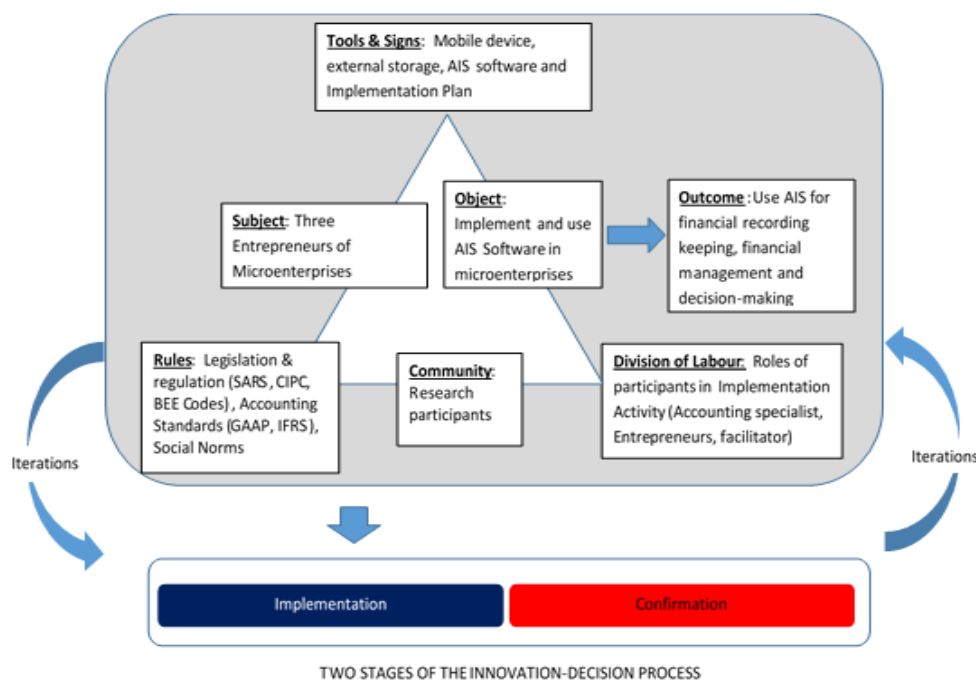 Tools & Signs: Mobile device,
external storage, AIS software and
Implementation Plan
Subject: Three
Entrepreneurs of
Microenterprises
Object:
Implement and use
AIS Software in
microenterprises
Outcome : Use AIS for
financial recording
keeping, financial
management and
decision-making
Rules: Legislation &
regulation (SARS, CIPC,
BEE Codes), Accounting
Standards (GAAP, IFRS),
Social Norms
Community:
Research
participants
Division of Labour: Roles of
participants in Implementation
Activity (Accounting specialist,
Entrepreneurs, facilitator)
Iterations
Iterations
Implementation
Confirmation
TWO STAGES OF THE INNOVATION-DECISION PROCESS